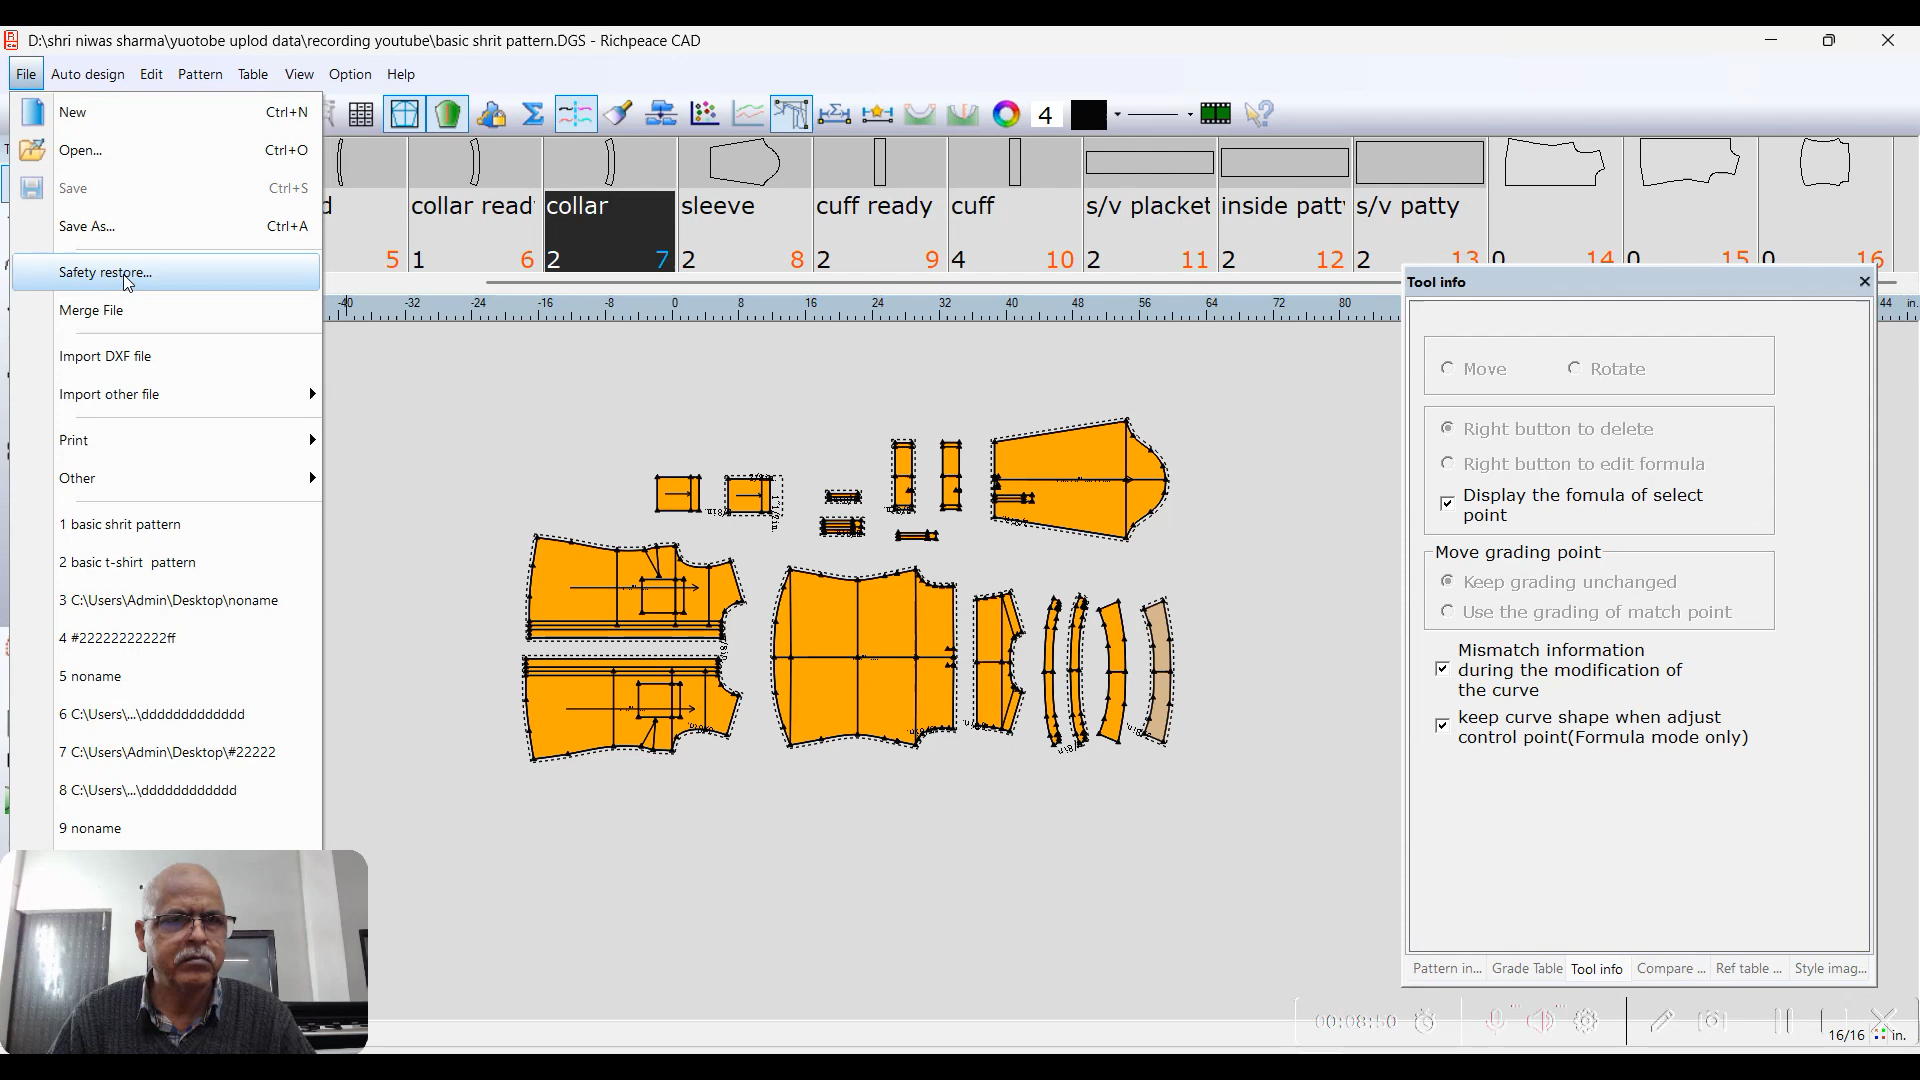 D:\shri niwas sharma\yuotobe uplod data\recording youtube\basic shrit pattern.DGS - Richpeace CAD
File Auto design Edit Pattern Table View Option Help
4
New Ctrl+N
Open... Ctrl+O
Save Ctrl+S
Save As... Ctrl+A
Safety restore...
Merge File
Import DXF file
Import other file
Print
Other
1 basic shrit pattern
2 basic t-shirt pattern
3 C:\Users\Admin\Desktop\noname
4 #22222222222ff
5 noname
6 C:\Users\...\ddddddddddddd
7 C:\Users\Admin\Desktop\#22222
8 C:\Users\...\dddddddddddd
9 noname
d collar read collar sleeve cuff ready cuff s/v placket inside patty s/v patty
5 1 6 2 7 2 8 2 9 4 10 2 11 2 12 2 13 0 14 0 15 0 16
-40 -32 -24 -16 -8 0 8 16 24 32 40 48 56 64 72 80 44 in.
Tool info
Move Rotate
Right button to delete
Right button to edit formula
Display the fomula of select
point
Move grading point
Keep grading unchanged
Use the grading of match point
Mismatch information
during the modification of
the curve
keep curve shape when adjust
control point(Formula mode only)
Pattern in... Grade Table Tool info Compare ... Ref table ... Style imag...
00:08:50
16/16 in.